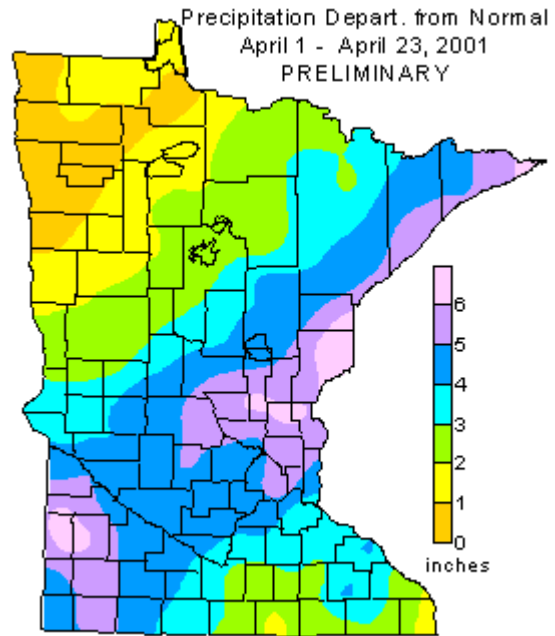 Precipitation Depart. from Normal
April 1 - April 23, 2001
PRELIMINARY
6
5
4
3
2
1
0
inches